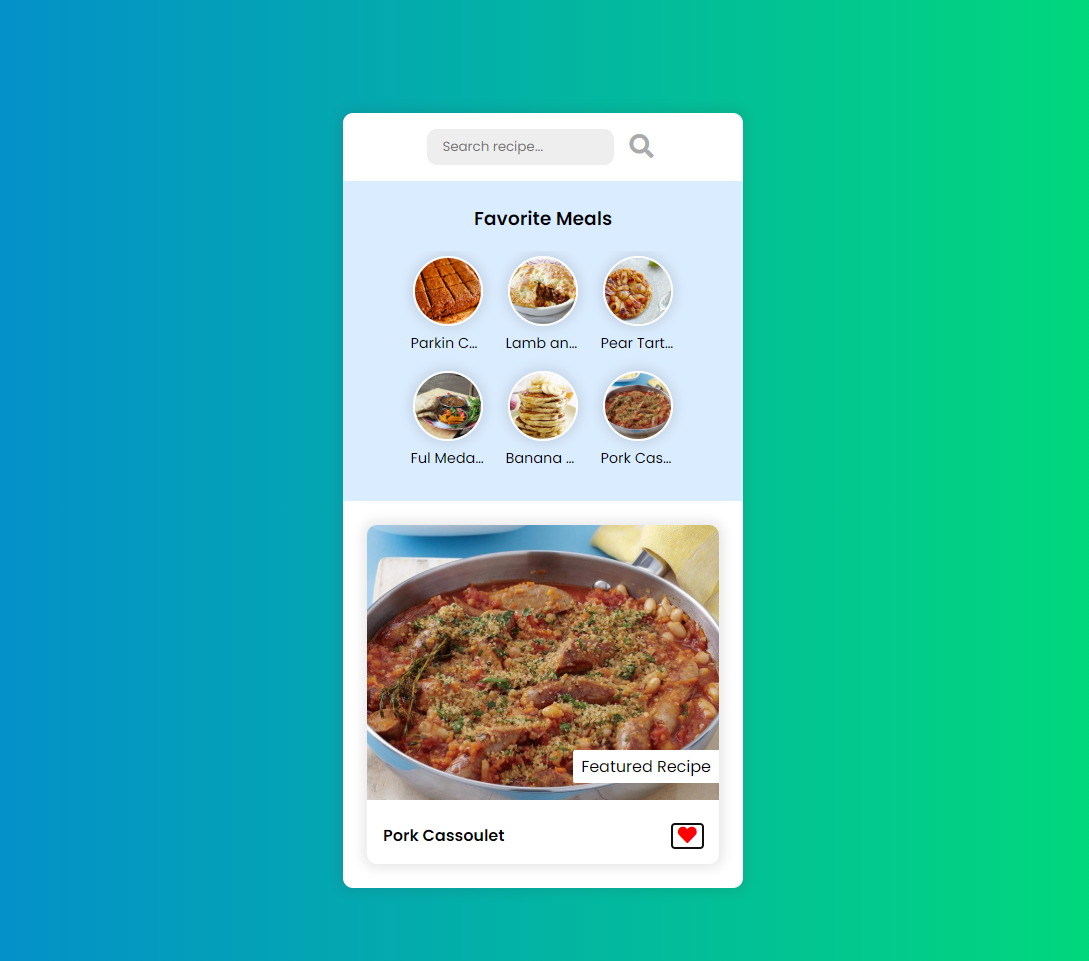 Search recipe...
Favorite Meals
Parkin C...
Lamb an...
Pear Tart...
Ful Meda...
Banana ...
Pork Cas...
Featured Recipe
Pork Cassoulet